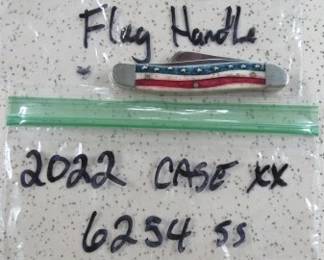 Flag Handle
2022 CASE XX
6254 SS